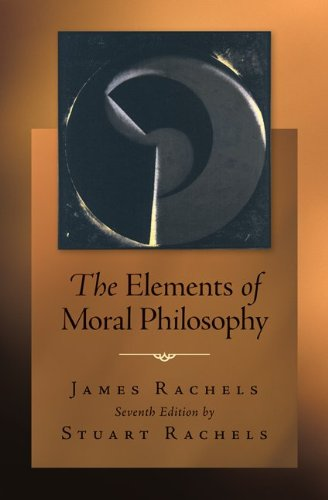 The Elements of
Moral Philosophy
JAMES RACHELS
Seventh Edition by
STUART RACHELS